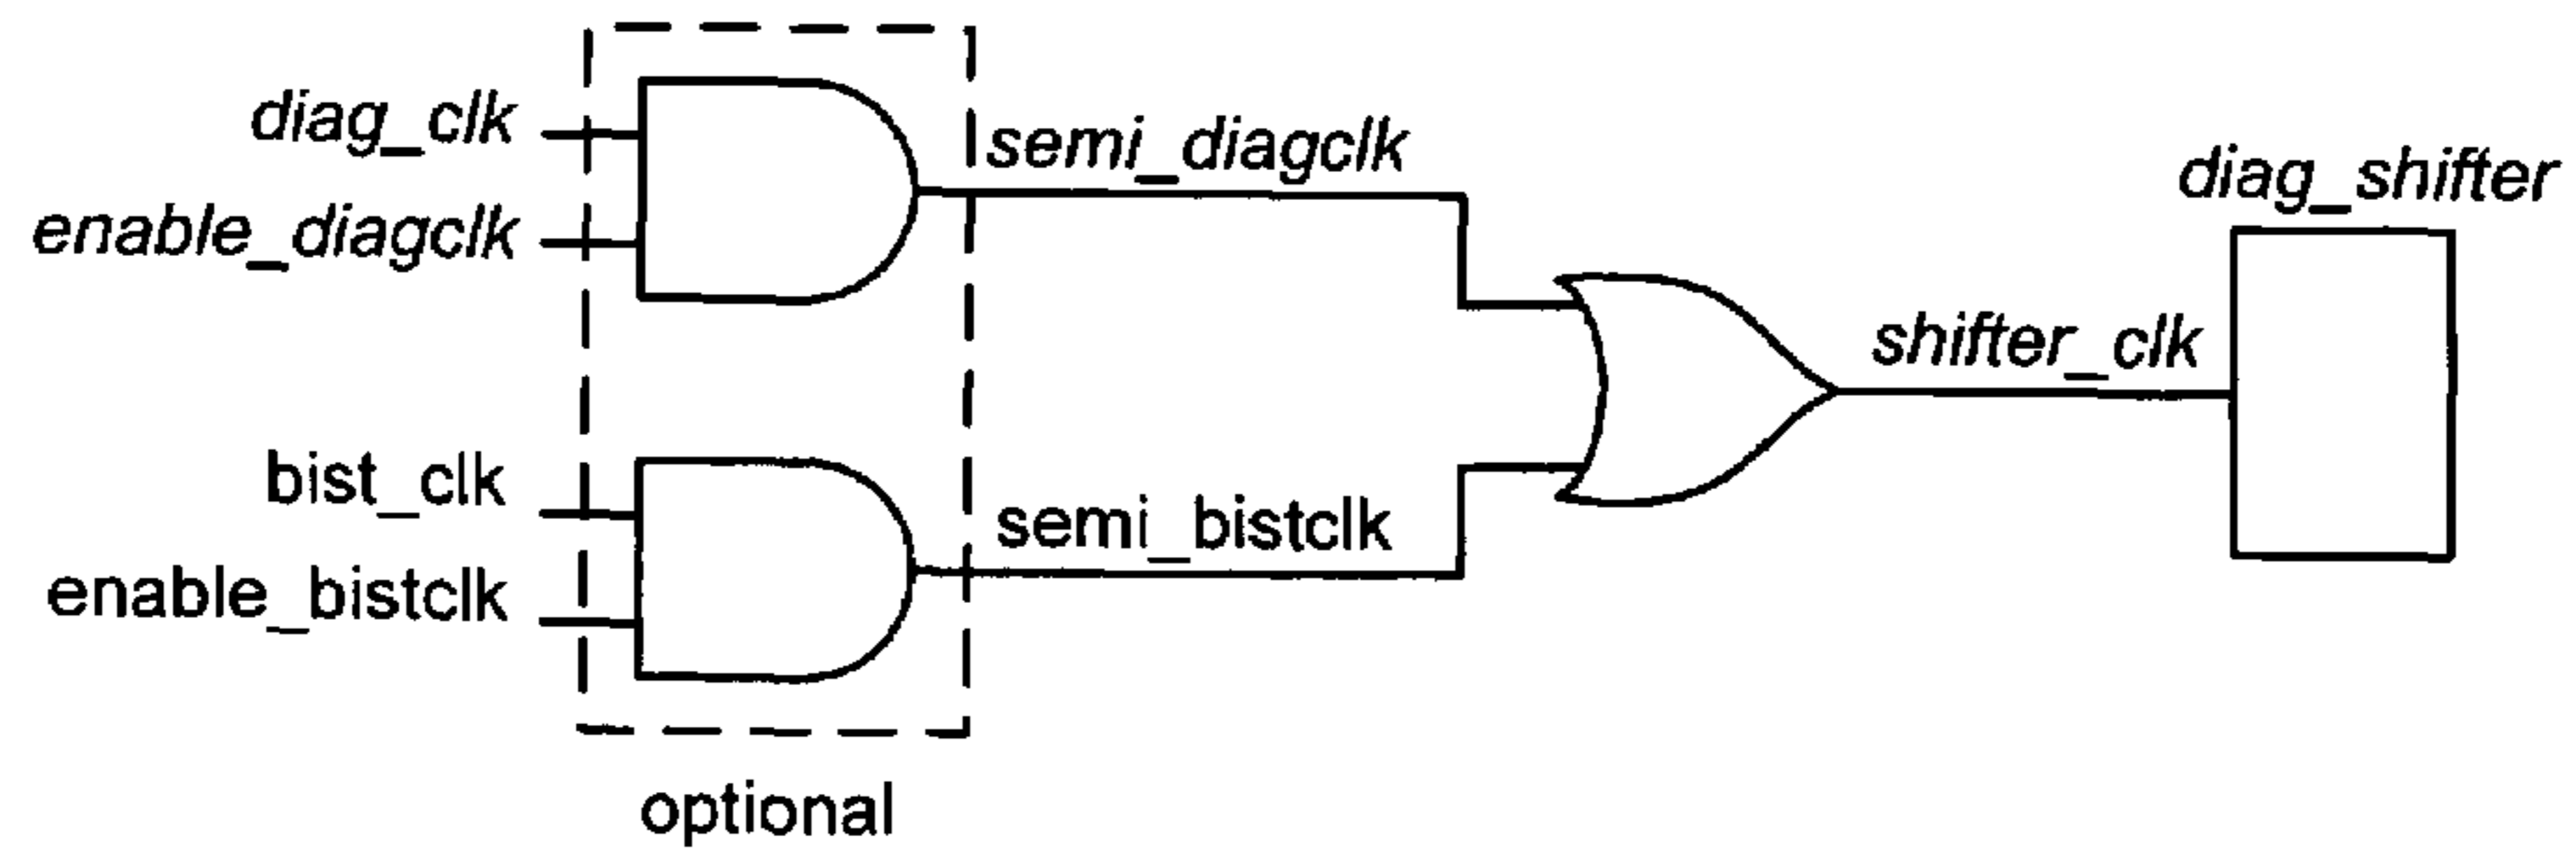 diag_clk
enable_diagclk
semi_diagclk
diag_shifter
shifter_clk
bist_clk
enable_bistclk
semi_bistclk
optional